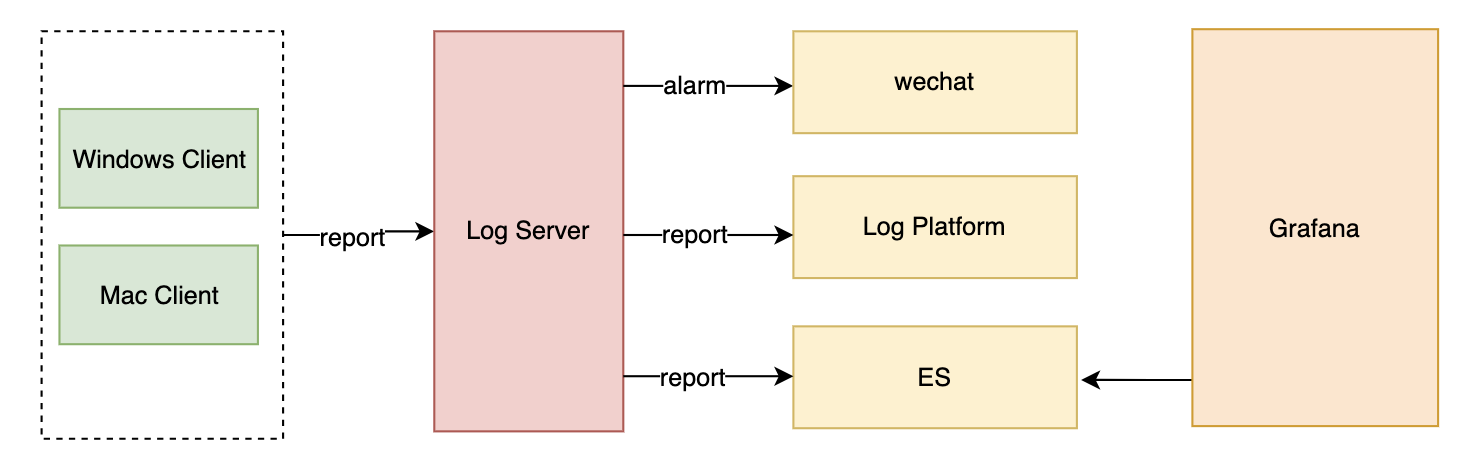 Windows Client
Mac Client
report
Log Server
alarm
report
report
wechat
Log Platform
ES
Grafana